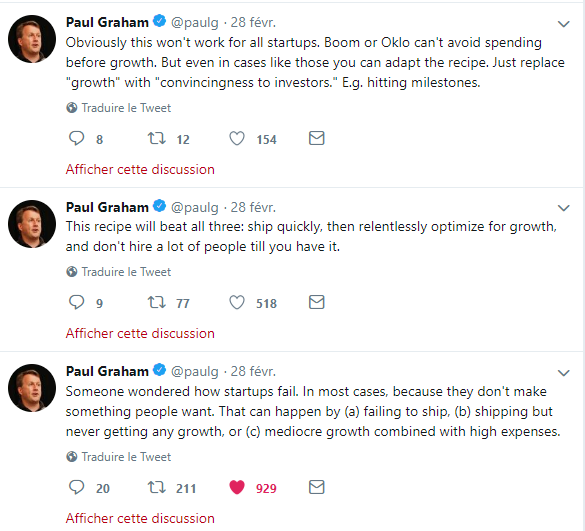 Paul Graham @paulg · 28 févr.
Obviously this won't work for all startups. Boom or Oklo can't avoid spending
before growth. But even in cases like those you can adapt the recipe. Just replace
"growth" with "convincingness to investors." E.g. hitting milestones.
Traduire le Tweet
8 12 154
Afficher cette discussion
Paul Graham @paulg · 28 févr.
This recipe will beat all three: ship quickly, then relentlessly optimize for growth,
and don't hire a lot of people till you have it.
Traduire le Tweet
9 77 518
Afficher cette discussion
Paul Graham @paulg · 28 févr.
Someone wondered how startups fail. In most cases, because they don't make
something people want. That can happen by (a) failing to ship, (b) shipping but
never getting any growth, or (c) mediocre growth combined with high expenses.
Traduire le Tweet
20 211 929
Afficher cette discussion